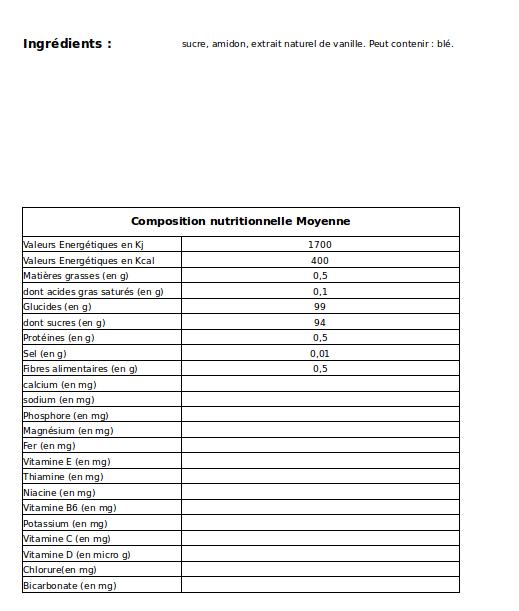 Ingrédients : sucre, amidon, extrait naturel de vanille. Peut contenir : blé.
Composition nutritionnelle Moyenne
Valeurs Energétiques en Kj 1700
Valeurs Energétiques en Kcal 400
Matières grasses (en g) 0,5
dont acides gras saturés (en g) 0,1
Glucides (en g) 99
dont sucres (en g) 94
Protéines (en g) 0,5
Sel (en g) 0,01
Fibres alimentaires (en g) 0,5
calcium (en mg)
sodium (en mg)
Phosphore (en mg)
Magnésium (en mg)
Fer (en mg)
Vitamine E (en mg)
Thiamine (en mg)
Niacine (en mg)
Vitamine B6 (en mg)
Potassium (en mg)
Vitamine C (en mg)
Vitamine D (en micro g)
Chlorure(en mg)
Bicarbonate (en mg)